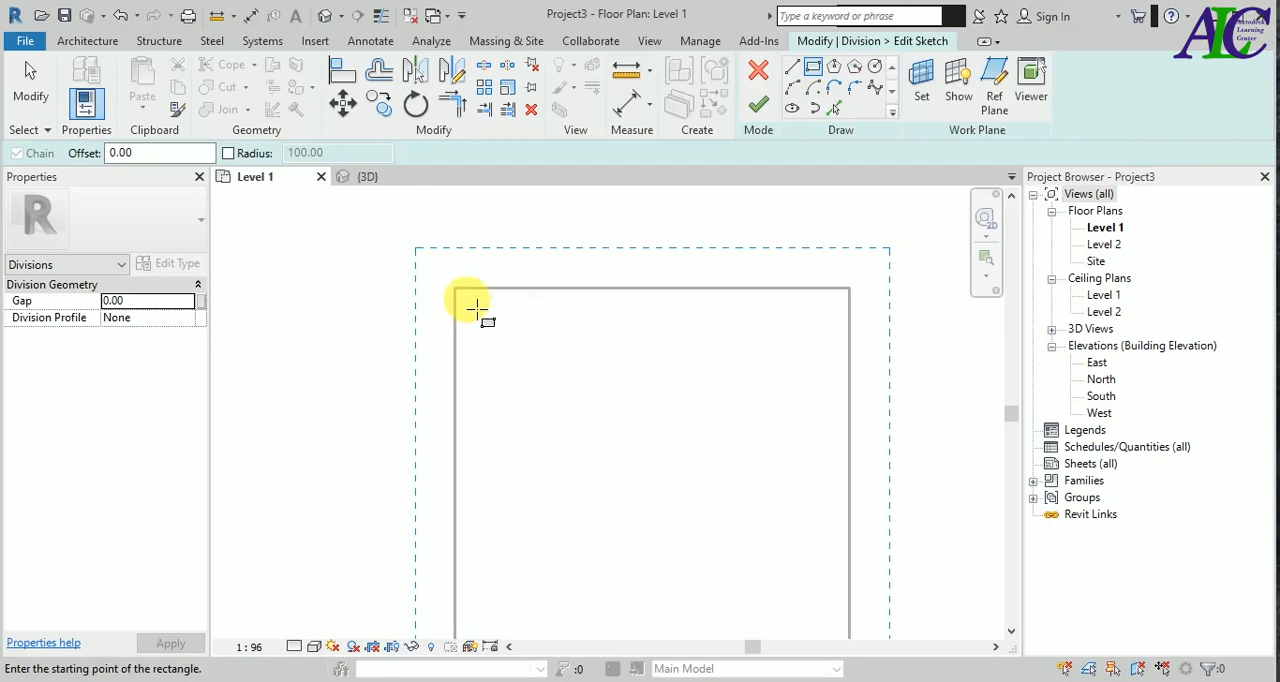 Project3 - Floor Plan: Level 1
Type a keyword or phrase
Sign In
ALC
Autodesk
Learning
Center
File
Architecture
Structure
Steel
Systems
Insert
Annotate
Analyze
Massing & Site
Collaborate
View
Manage
Add-Ins
Modify | Division > Edit Sketch
Modify
Paste
Cope
Cut
Join
Set
Show
Ref
Plane
Viewer
Select
Properties
Clipboard
Geometry
Modify
View
Measure
Create
Mode
Draw
Work Plane
Chain
Offset: 0.00
Radius: 100.00
Properties
Level 1
{3D}
Project Browser - Project3
R
2D
Divisions
Edit Type
Division Geometry
Gap 0.00
Division Profile None
Views (all)
Floor Plans
Level 1
Level 2
Site
Ceiling Plans
Level 1
Level 2
3D Views
Elevations (Building Elevation)
East
North
South
West
Legends
Schedules/Quantities (all)
Sheets (all)
Families
Groups
Revit Links
Properties help
Apply
1 : 96
Enter the starting point of the rectangle.
:0
Main Model
:0